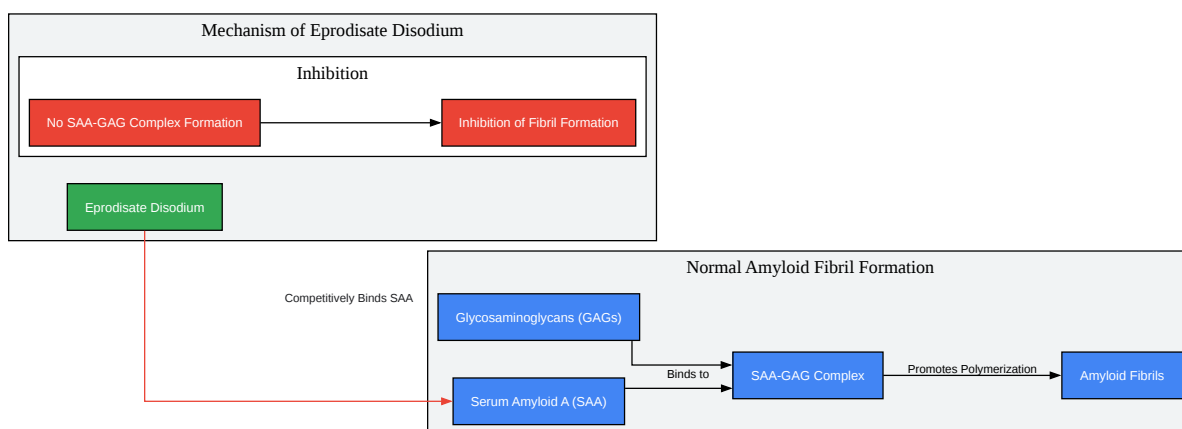 Mechanism of Eprodisate Disodium
Inhibition
No SAA-GAG Complex Formation
Inhibition of Fibril Formation
Eprodisate Disodium
Competitively Binds SAA
Normal Amyloid Fibril Formation
Glycosaminoglycans (GAGs)
Binds to
Serum Amyloid A (SAA)
SAA-GAG Complex
Promotes Polymerization
Amyloid Fibrils